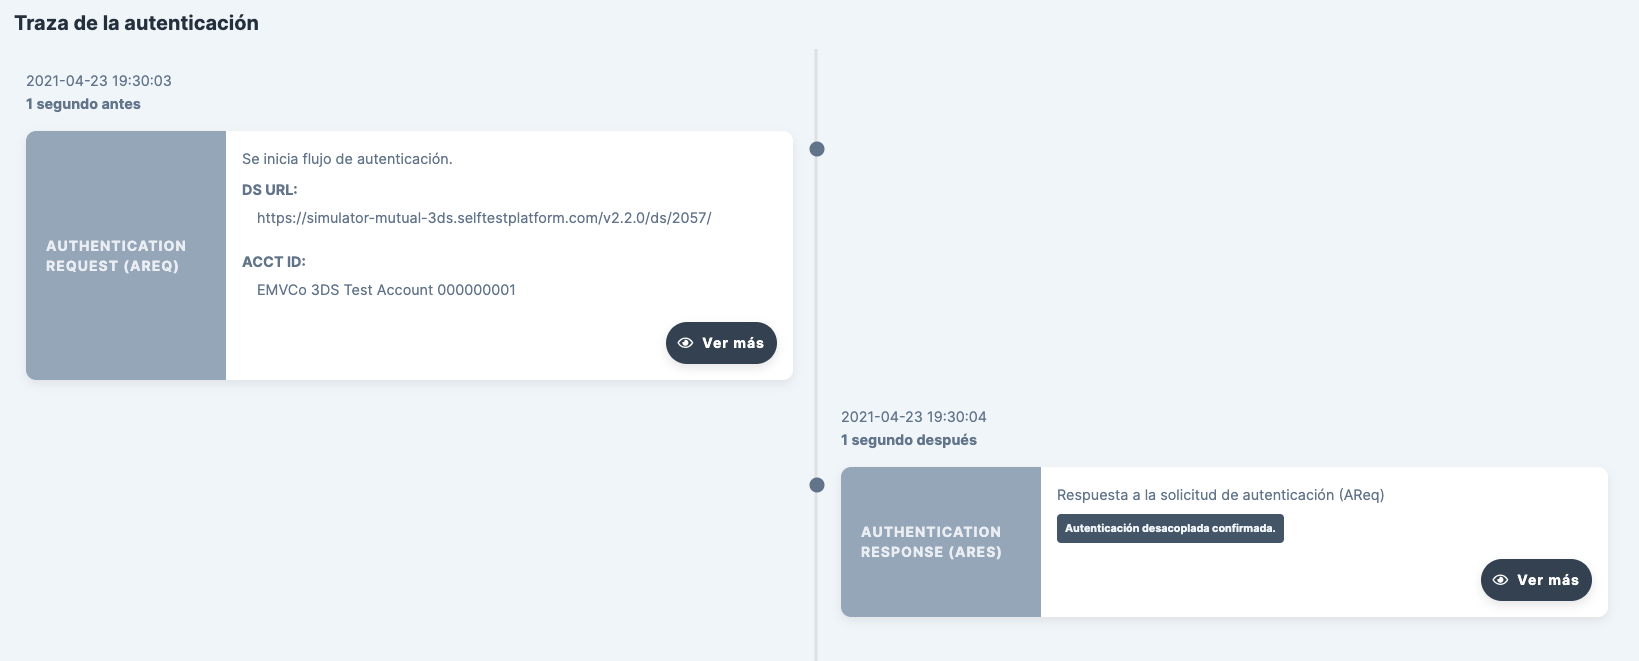 Traza de la autenticación
2021-04-23 19:30:03
1 segundo antes
AUTHENTICATION
REQUEST (AREQ)
Se inicia flujo de autenticación.
DS URL:
https://simulator-mutual-3ds.selftestplatform.com/v2.2.0/ds/2057/
ACCT ID:
EMVCo 3DS Test Account 000000001
Ver más
2021-04-23 19:30:04
1 segundo después
AUTHENTICATION
RESPONSE (ARES)
Respuesta a la solicitud de autenticación (AReq)
Autenticación desacoplada confirmada.
Ver más